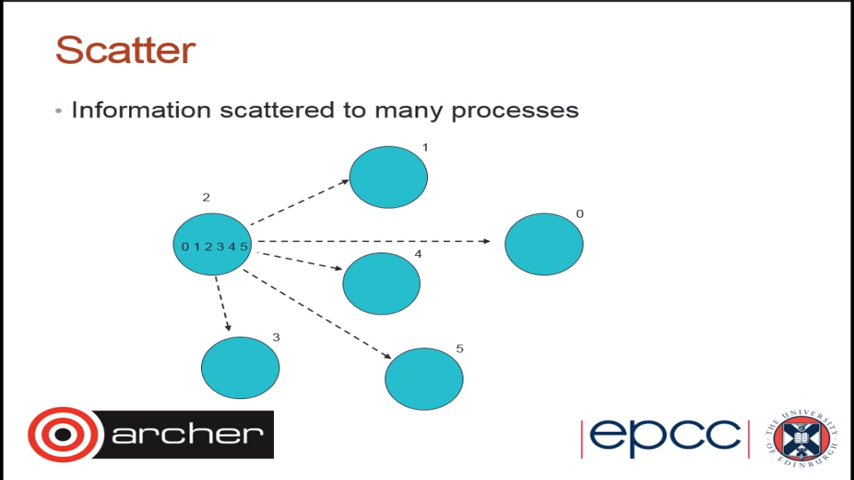 Scatter
• Information scattered to many processes
1
2
0
0 1 2 3 4 5
4
3
5
archer
epcc
THE UNIVERSITY OF EDINBURGH